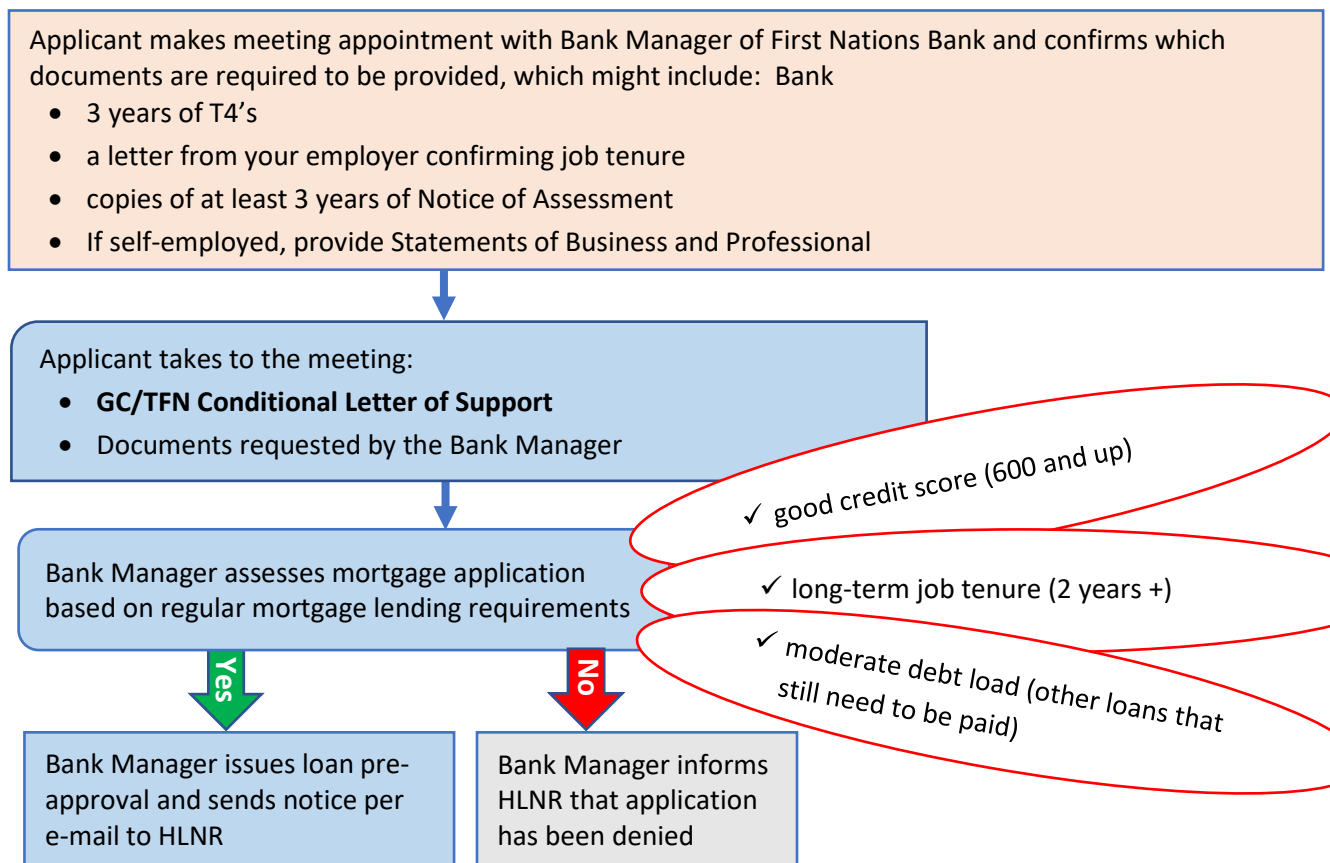 Applicant makes meeting appointment with Bank Manager of First Nations Bank and confirms which
documents are required to be provided, which might include:  Bank
• 3 years of T4’s
• a letter from your employer confirming job tenure
• copies of at least 3 years of Notice of Assessment
• If self-employed, provide Statements of Business and Professional
Applicant takes to the meeting:
• GC/TFN Conditional Letter of Support
• Documents requested by the Bank Manager
✓ good credit score (600 and up)
Bank Manager assesses mortgage application
based on regular mortgage lending requirements
✓ long-term job tenure (2 years +)
✓ moderate debt load (other loans that
still need to be paid)
Yes
No
Bank Manager issues loan pre-
approval and sends notice per
e-mail to HLNR
Bank Manager informs
HLNR that application
has been denied